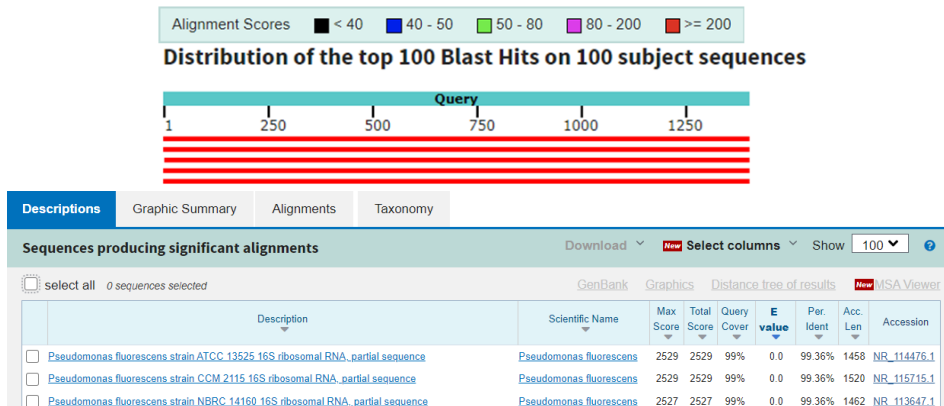 Alignment Scores < 40 40 - 50 50 - 80 80 - 200 >= 200
Distribution of the top 100 Blast Hits on 100 subject sequences
Query
1 250 500 750 1000 1250
Descriptions Graphic Summary Alignments Taxonomy
Sequences producing significant alignments Download New Select columns Show 100 ?
select all 0 sequences selected GenBank Graphics Distance tree of results New MSA Viewer
Description Scientific Name Max Score Total Score Query Cover E value Per. Ident Acc. Len Accession
Pseudomonas fluorescens strain ATCC 13525 16S ribosomal RNA, partial sequence Pseudomonas fluorescens 2529 2529 99% 0.0 99.36% 1458 NR_114476.1
Pseudomonas fluorescens strain CCM 2115 16S ribosomal RNA, partial sequence Pseudomonas fluorescens 2527 2527 99% 0.0 99.36% 1520 NR_115715.1
Pseudomonas fluorescens strain NBRC 14160 16S ribosomal RNA, partial sequence Pseudomonas fluorescens 2527 2527 99% 0.0 99.36% 1462 NR_113647.1